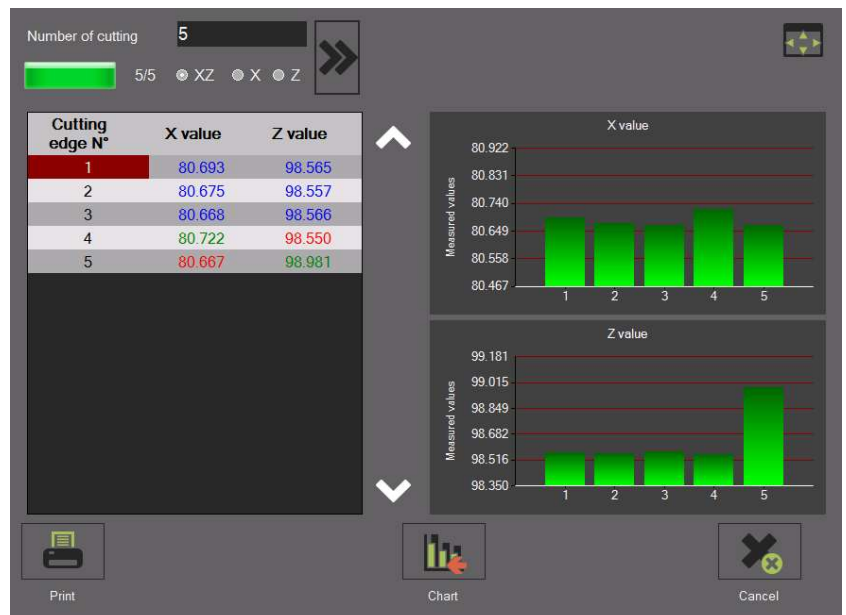 Number of cutting 5
5/5 XZ X Z
Cutting edge N° X value Z value
1 80.693 98.565
2 80.675 98.557
3 80.668 98.566
4 80.722 98.550
5 80.667 98.981
X value
Measured values
80.922
80.831
80.740
80.649
80.558
80.467
1 2 3 4 5
Z value
Measured values
99.181
99.015
98.849
98.682
98.516
98.350
1 2 3 4 5
Print Chart Cancel